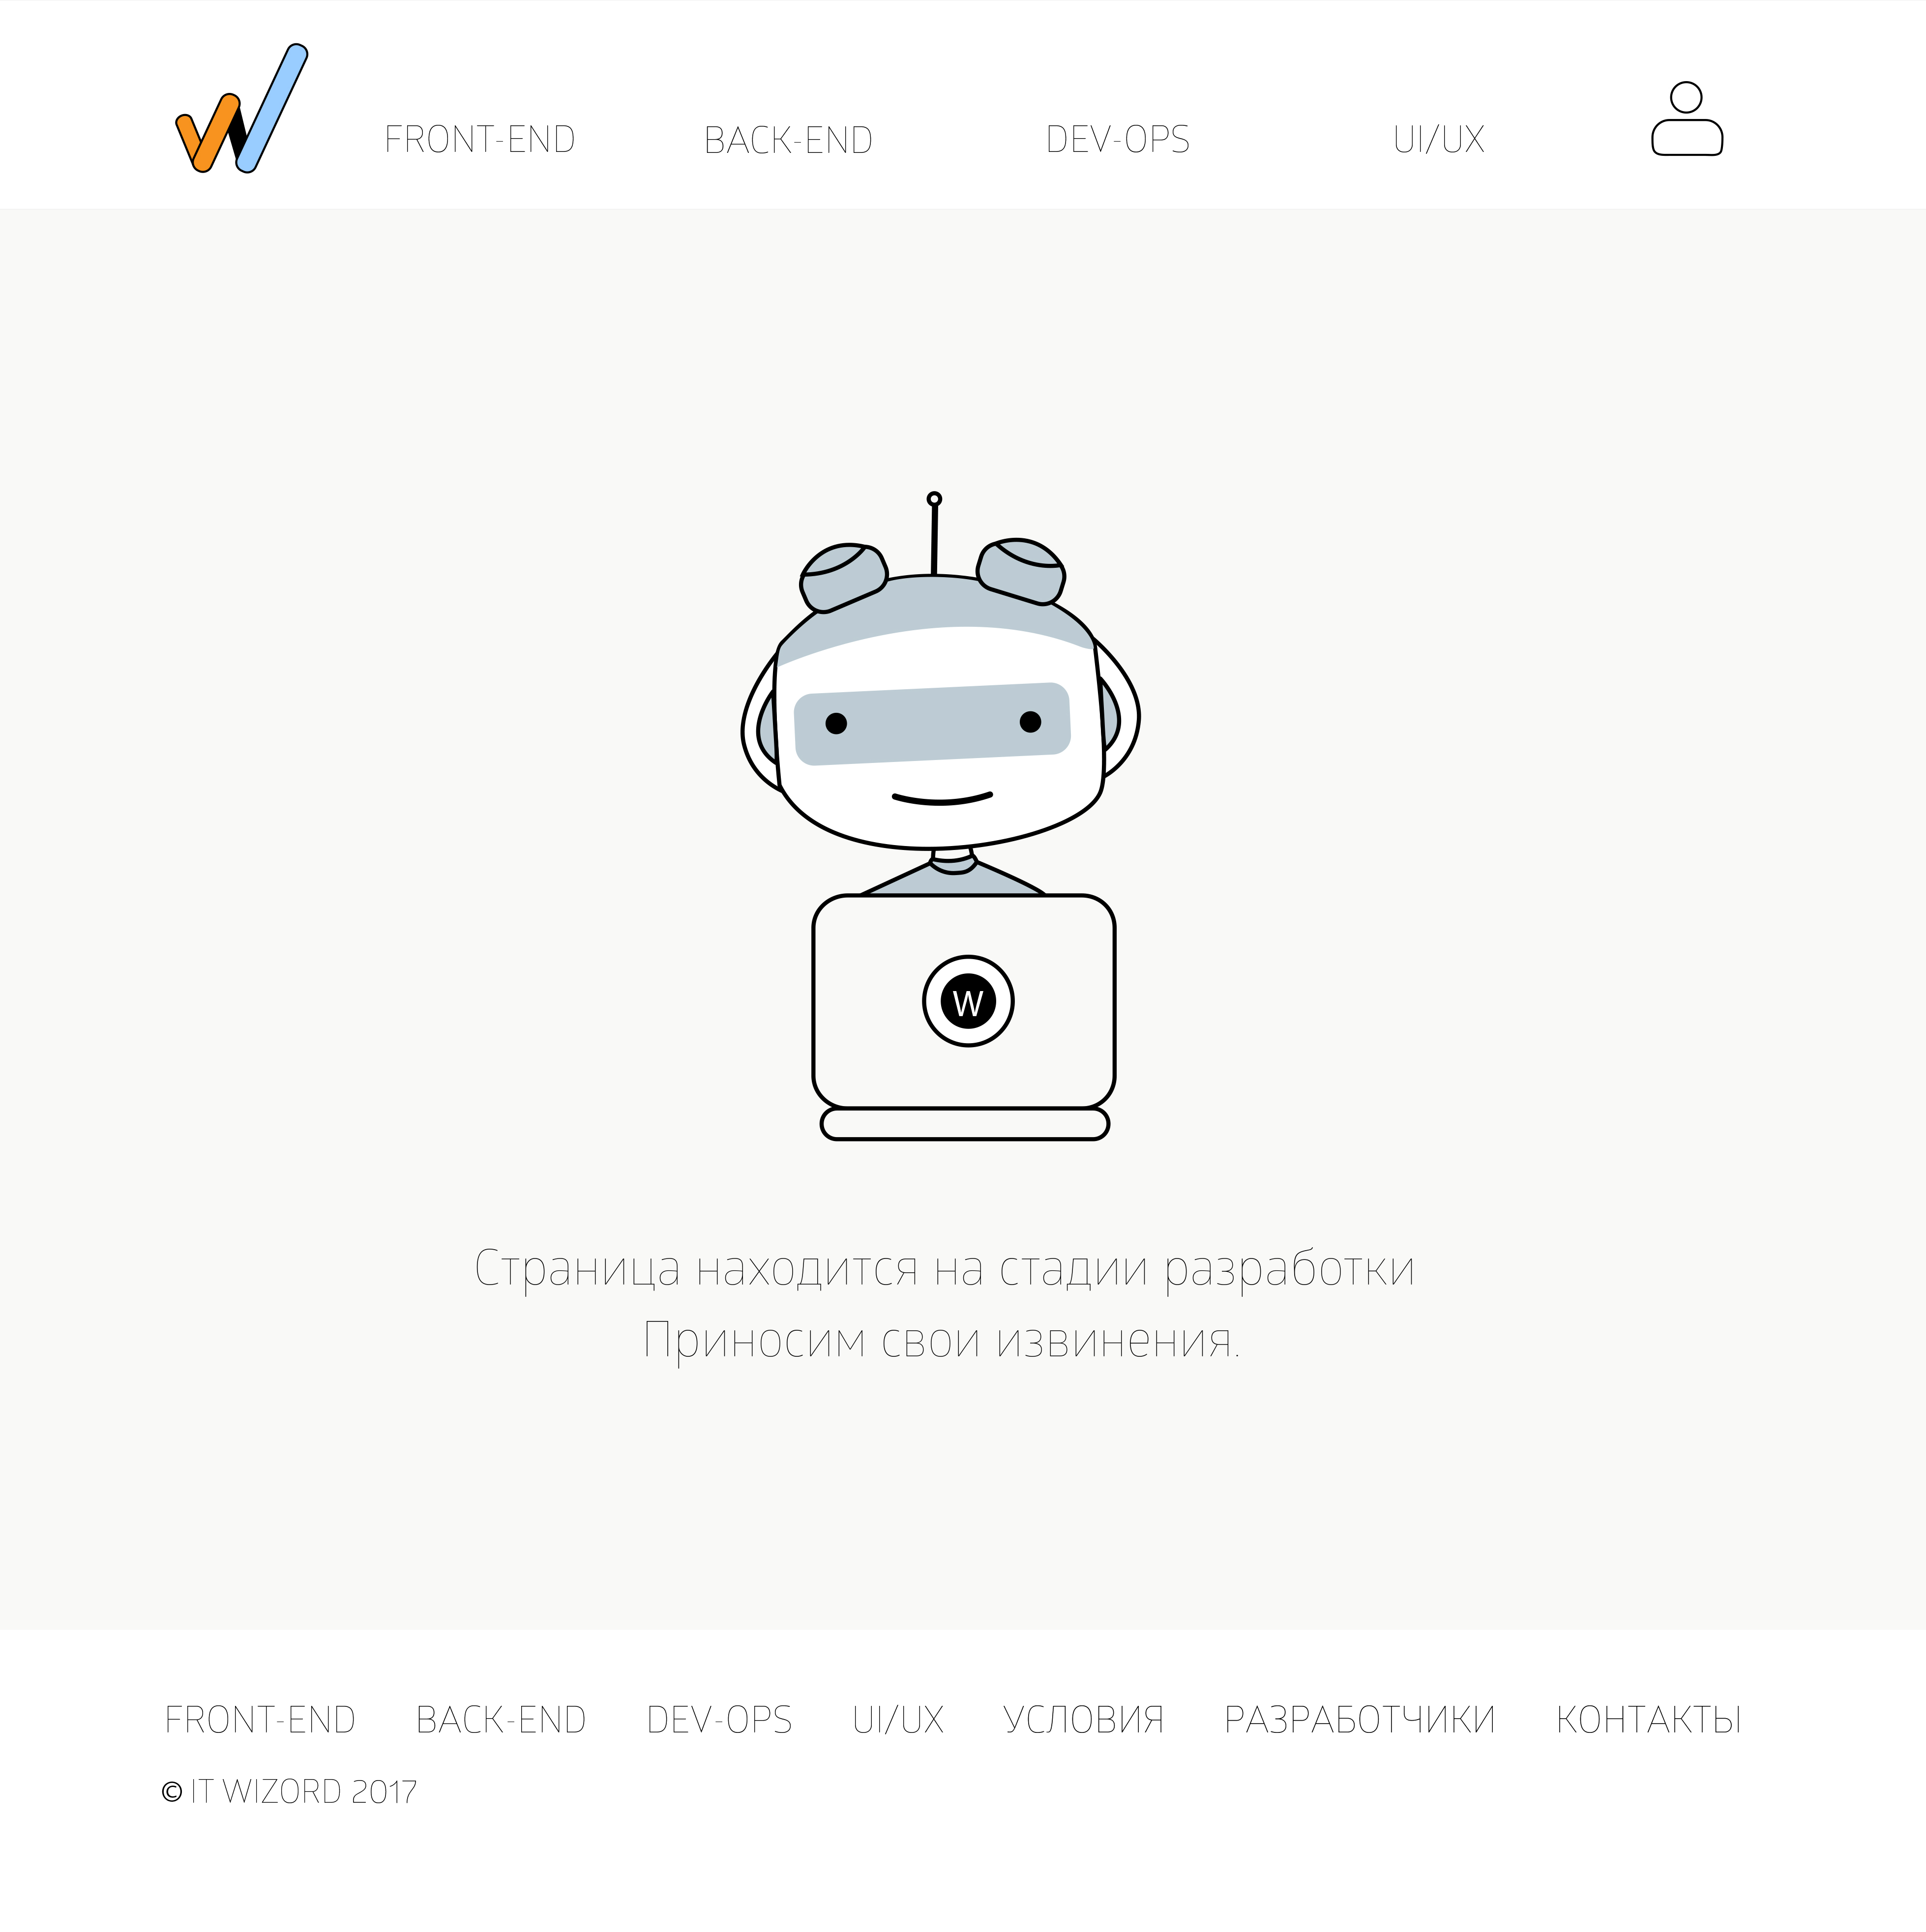 FRONT-END BACK-END DEV-OPS UI/UX
W
Страница находится на стадии разработки
Приносим свои извинения.
FRONT-END BACK-END DEV-OPS UI/UX УСЛОВИЯ РАЗРАБОТЧИКИ КОНТАКТЫ
© IT WIZORD 2017